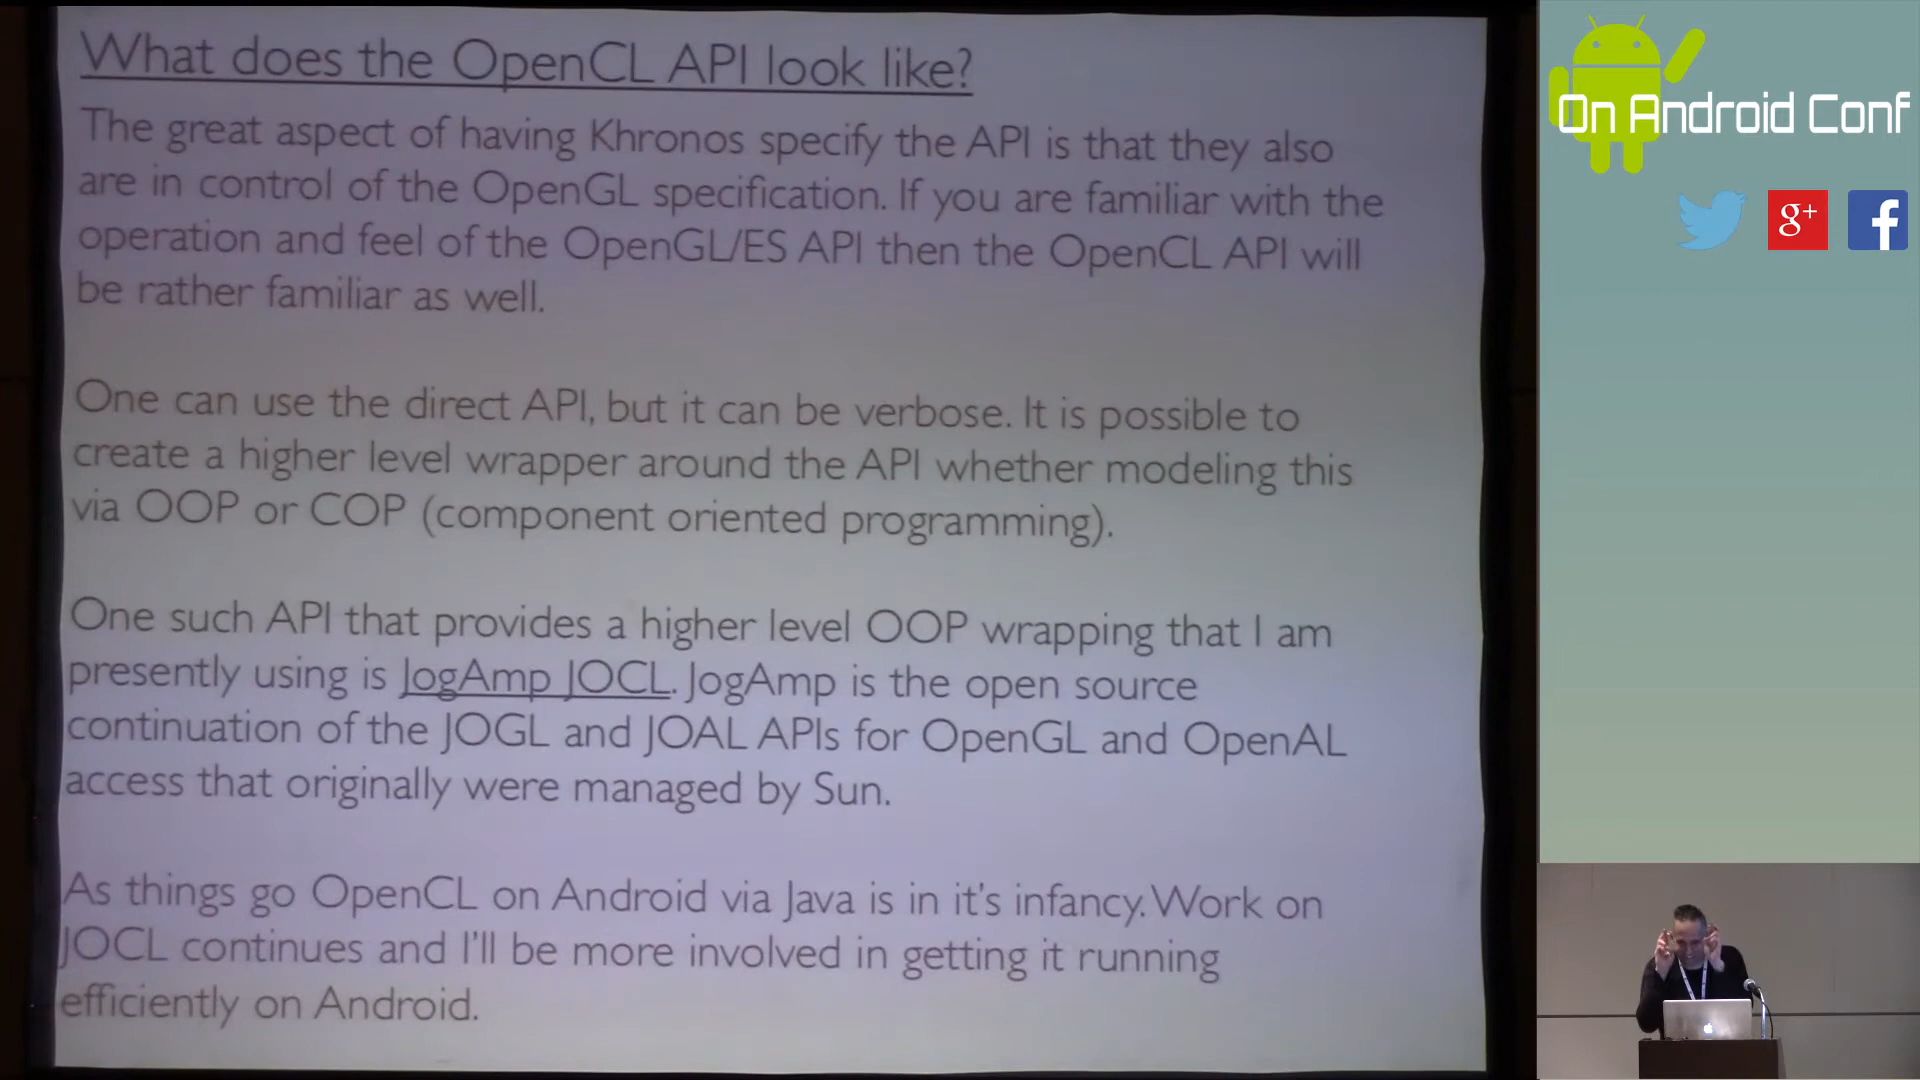 What does the OpenCL API look like?
The great aspect of having Khronos specify the API is that they also
are in control of the OpenGL specification. If you are familiar with the
operation and feel of the OpenGL/ES API then the OpenCL API will
be rather familiar as well.
One can use the direct API, but it can be verbose. It is possible to
create a higher level wrapper around the API whether modeling this
via OOP or COP (component oriented programming).
One such API that provides a higher level OOP wrapping that I am
presently using is JogAmp JOCL. JogAmp is the open source
continuation of the JOGL and JOAL APIs for OpenGL and OpenAL
access that originally were managed by Sun.
As things go OpenCL on Android via Java is in it's infancy. Work on
JOCL continues and I'll be more involved in getting it running
efficiently on Android.
On Android Conf
g+
f